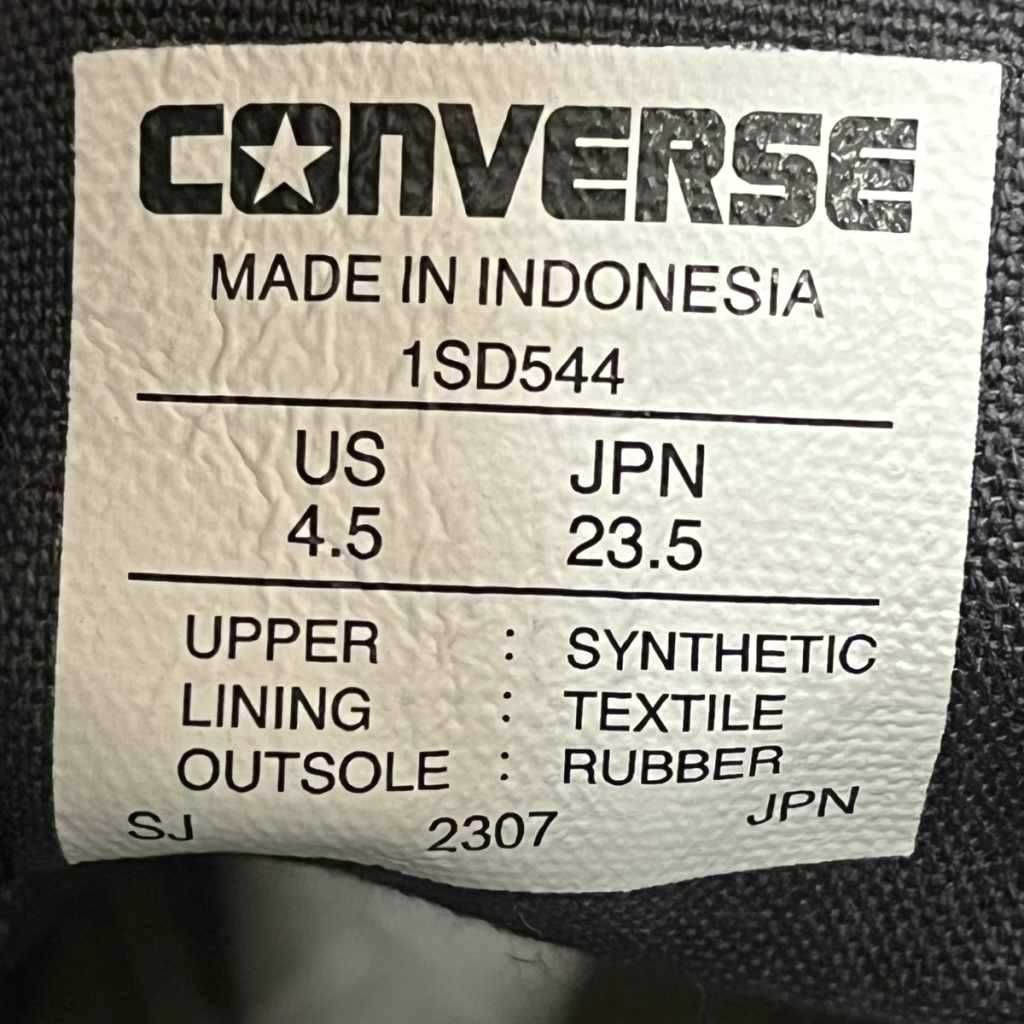 CONVERSE
MADE IN INDONESIA
1SD544
US JPN
4.5 23.5
UPPER : SYNTHETIC
LINING : TEXTILE
OUTSOLE : RUBBER
SJ 2307 JPN